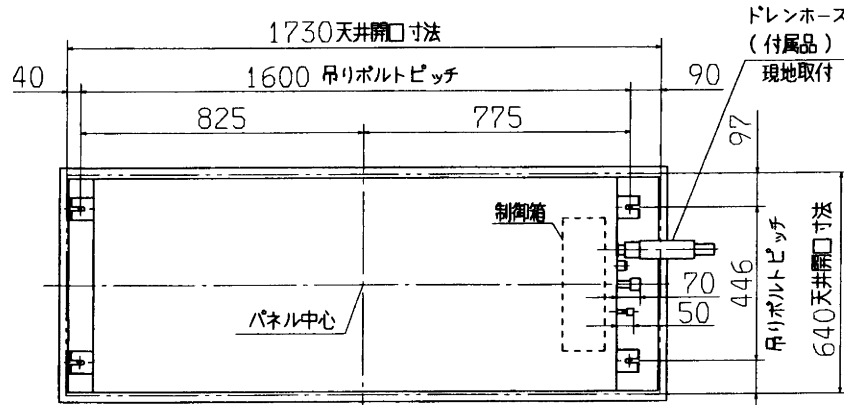 1730天井開口寸法
ドレンホース
(付属品)
現地取付
40
1600 吊りボルトピッチ
90
825
775
97
制御箱
パネル中心
70
50
446
吊りボルトピッチ
640天井開口寸法